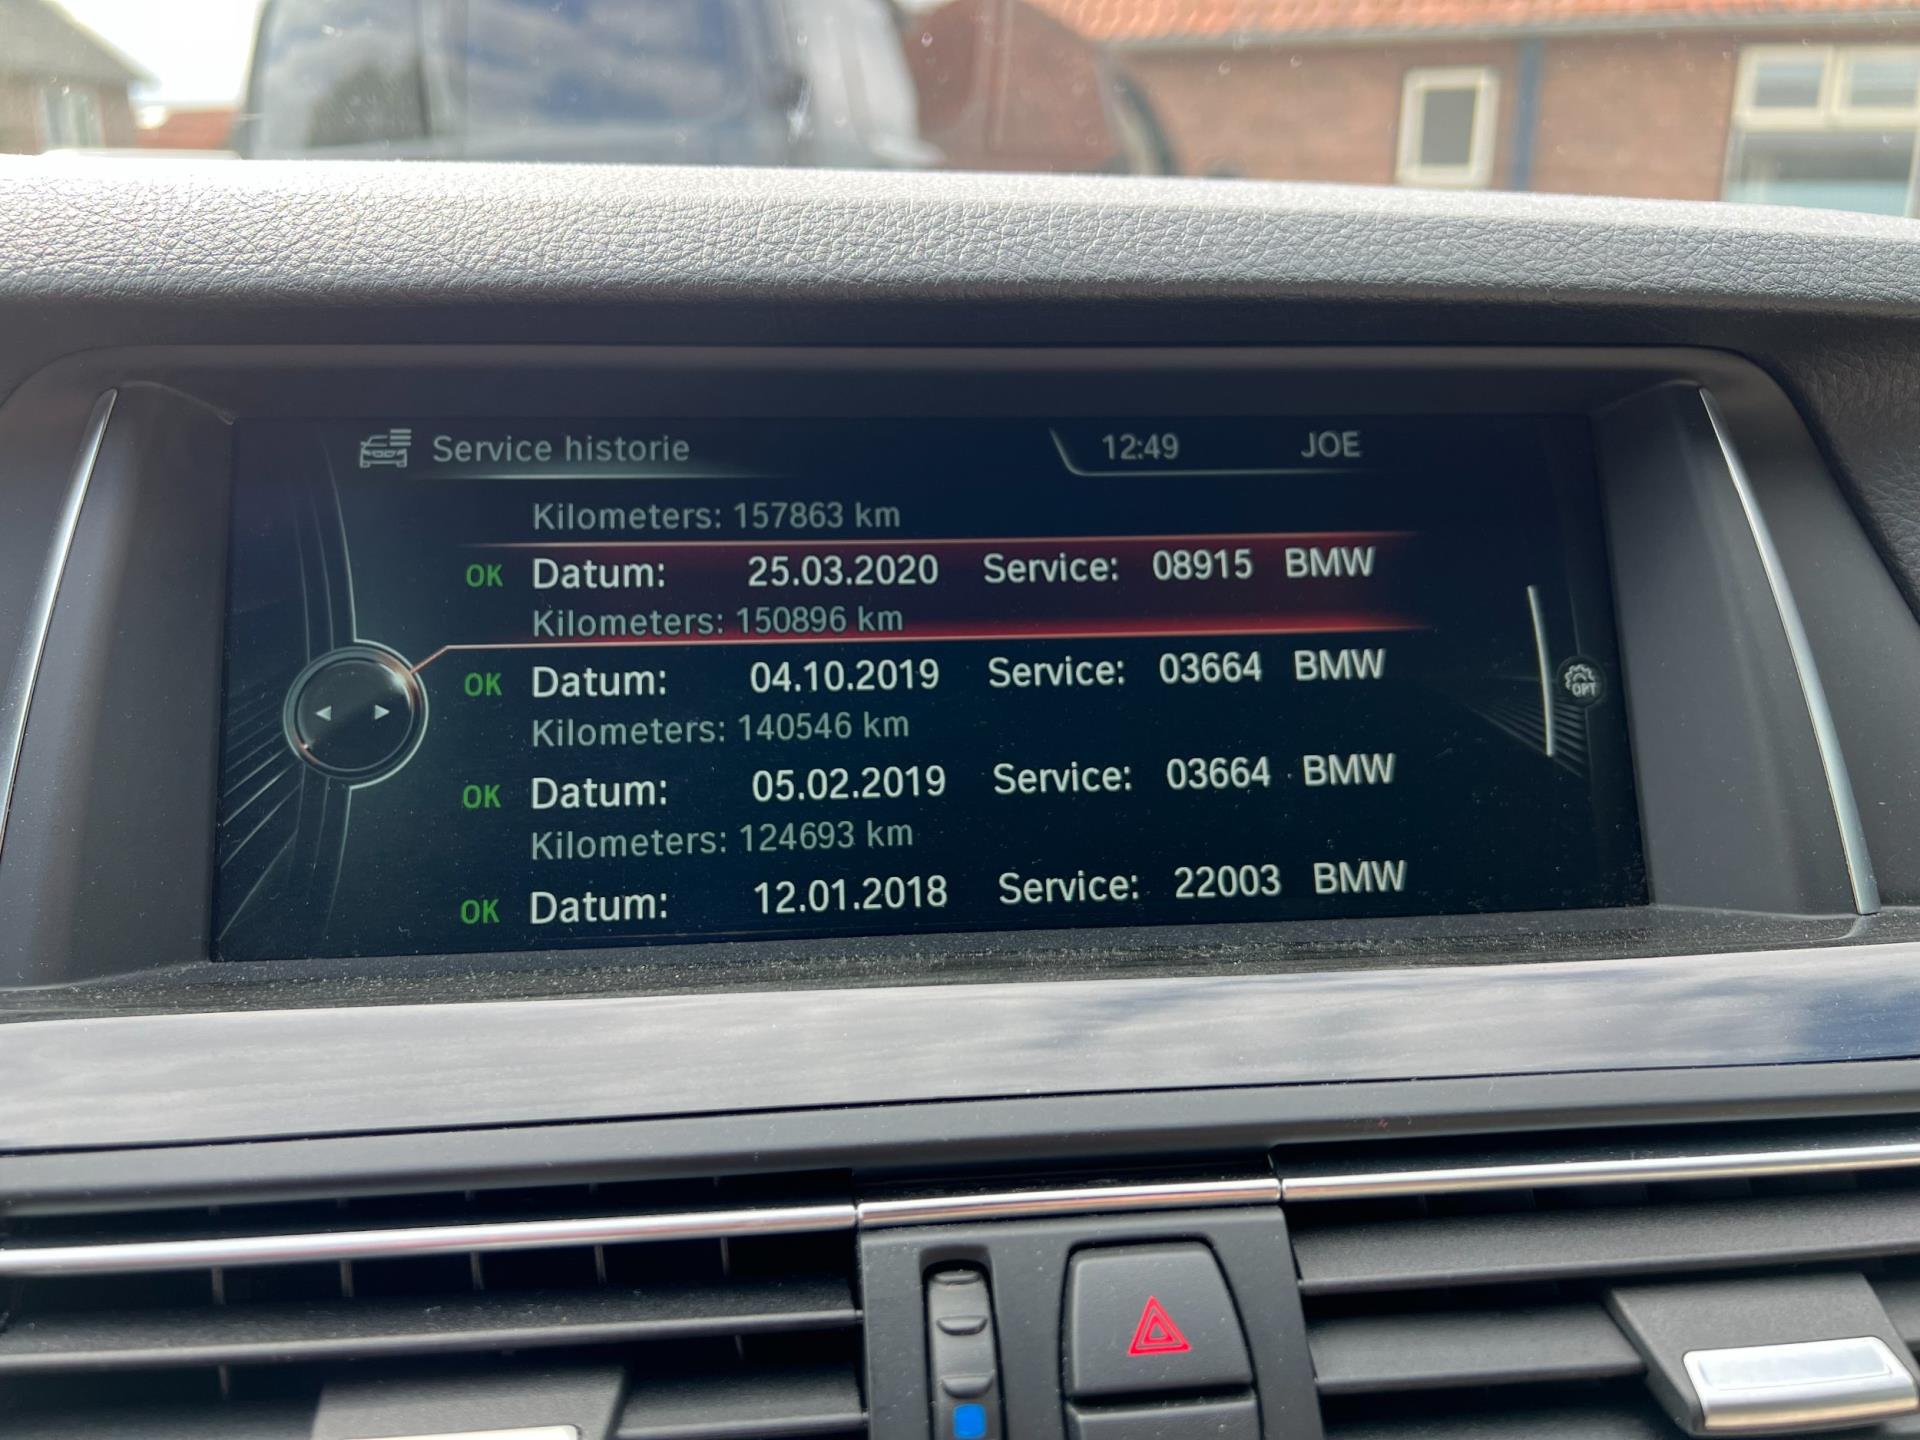 Service historie 12:49 JOE
Kilometers: 157863 km
OK Datum: 25.03.2020 Service: 08915 BMW
Kilometers: 150896 km
OK Datum: 04.10.2019 Service: 03664 BMW
Kilometers: 140546 km
OK Datum: 05.02.2019 Service: 03664 BMW
Kilometers: 124693 km
OK Datum: 12.01.2018 Service: 22003 BMW
OPT